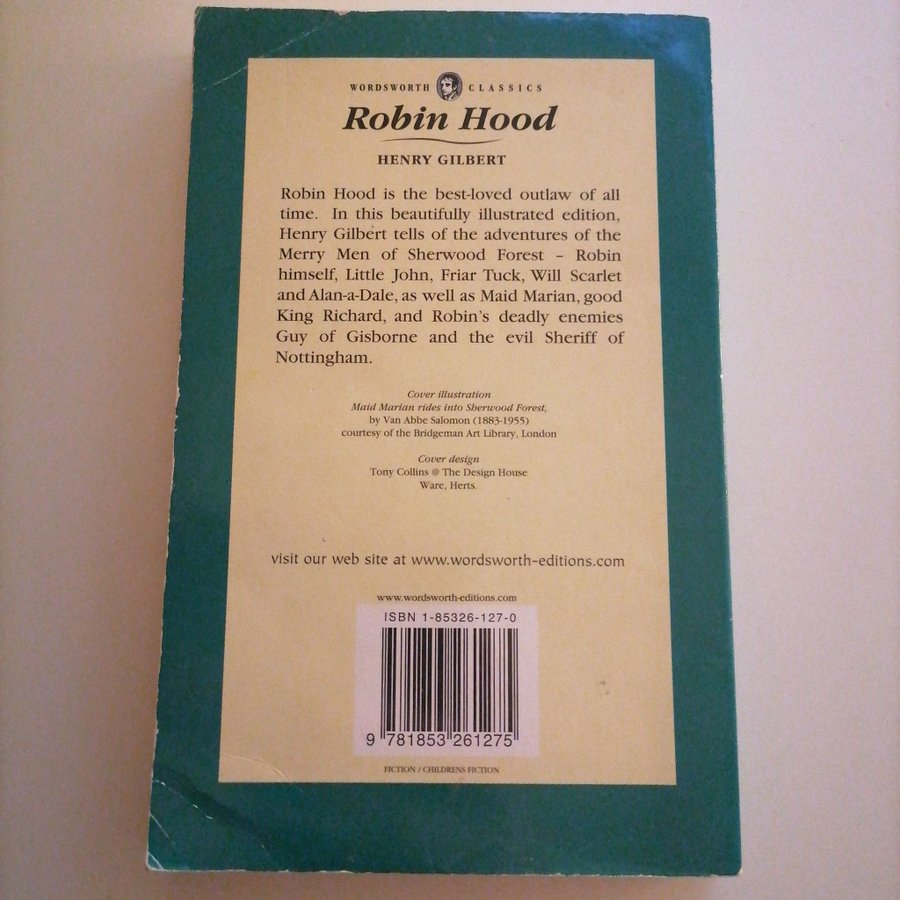 WORDSWORTH CLASSICS
Robin Hood
HENRY GILBERT
Robin Hood is the best-loved outlaw of all
time. In this beautifully illustrated edition,
Henry Gilbert tells of the adventures of the
Merry Men of Sherwood Forest – Robin
himself, Little John, Friar Tuck, Will Scarlet
and Alan-a-Dale, as well as Maid Marian, good
King Richard, and Robin's deadly enemies
Guy of Gisborne and the evil Sheriff of
Nottingham.
Cover illustration
Maid Marian rides into Sherwood Forest,
by Van Abbe Salomon (1883-1955)
courtesy of the Bridgeman Art Library, London
Cover design
Tony Collins @ The Design House
Ware, Herts.
visit our web site at www.wordsworth-editions.com
www.wordsworth-editions.com
ISBN 1-85326-127-0
9 781853 261275
FICTION / CHILDRENS FICTION